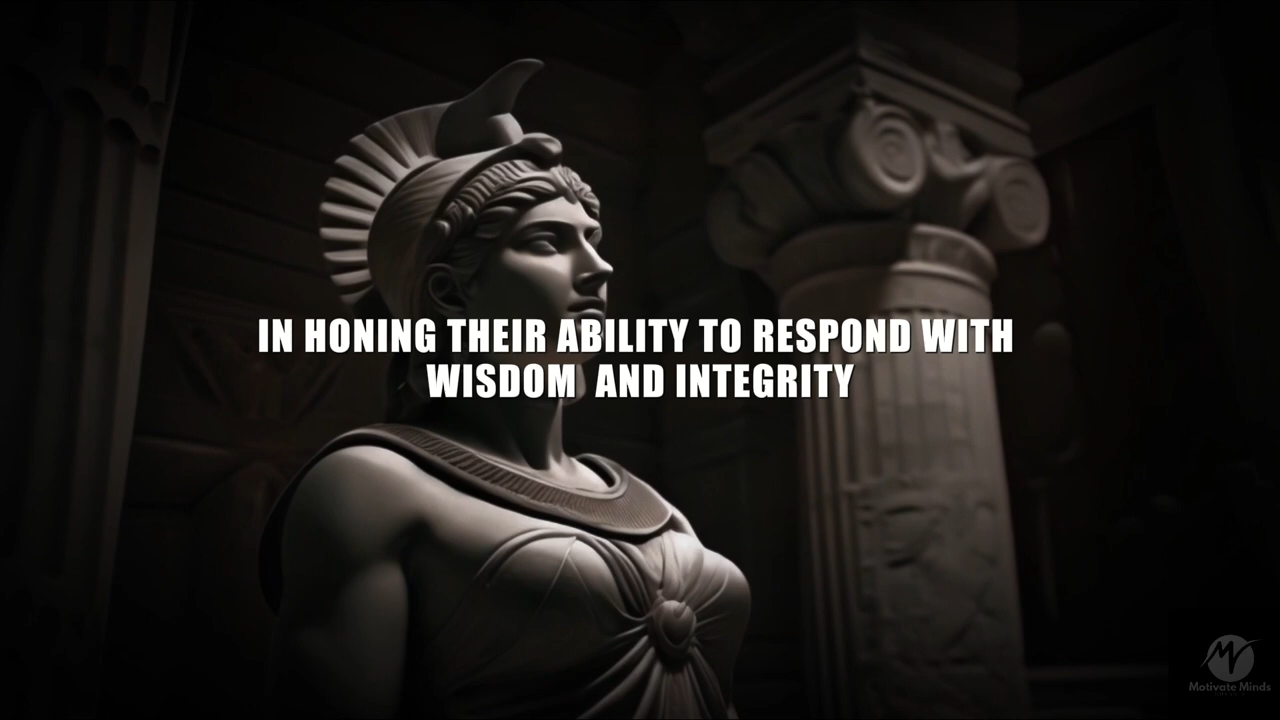 IN HONING THEIR ABILITY TO RESPOND WITH
WISDOM  AND INTEGRITY
Motivate Minds